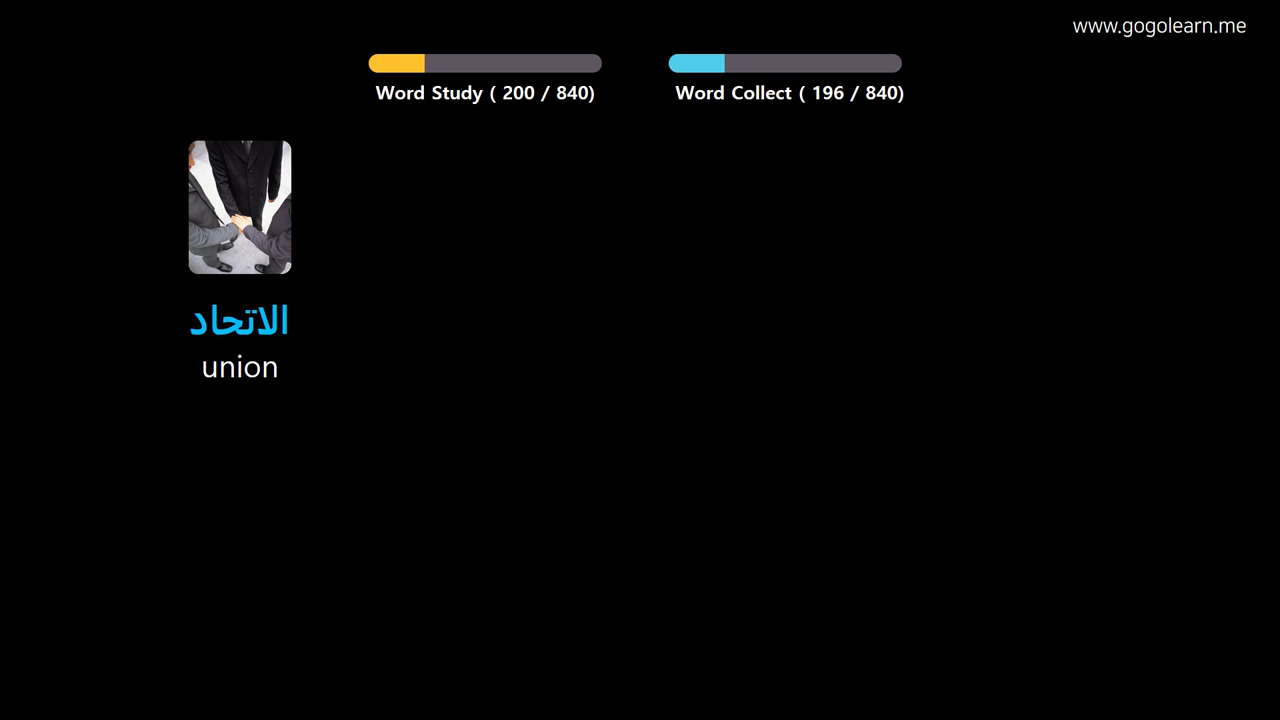 www.gogolearn.me
Word Study ( 200 / 840)
Word Collect ( 196 / 840)
الاتحاد
union